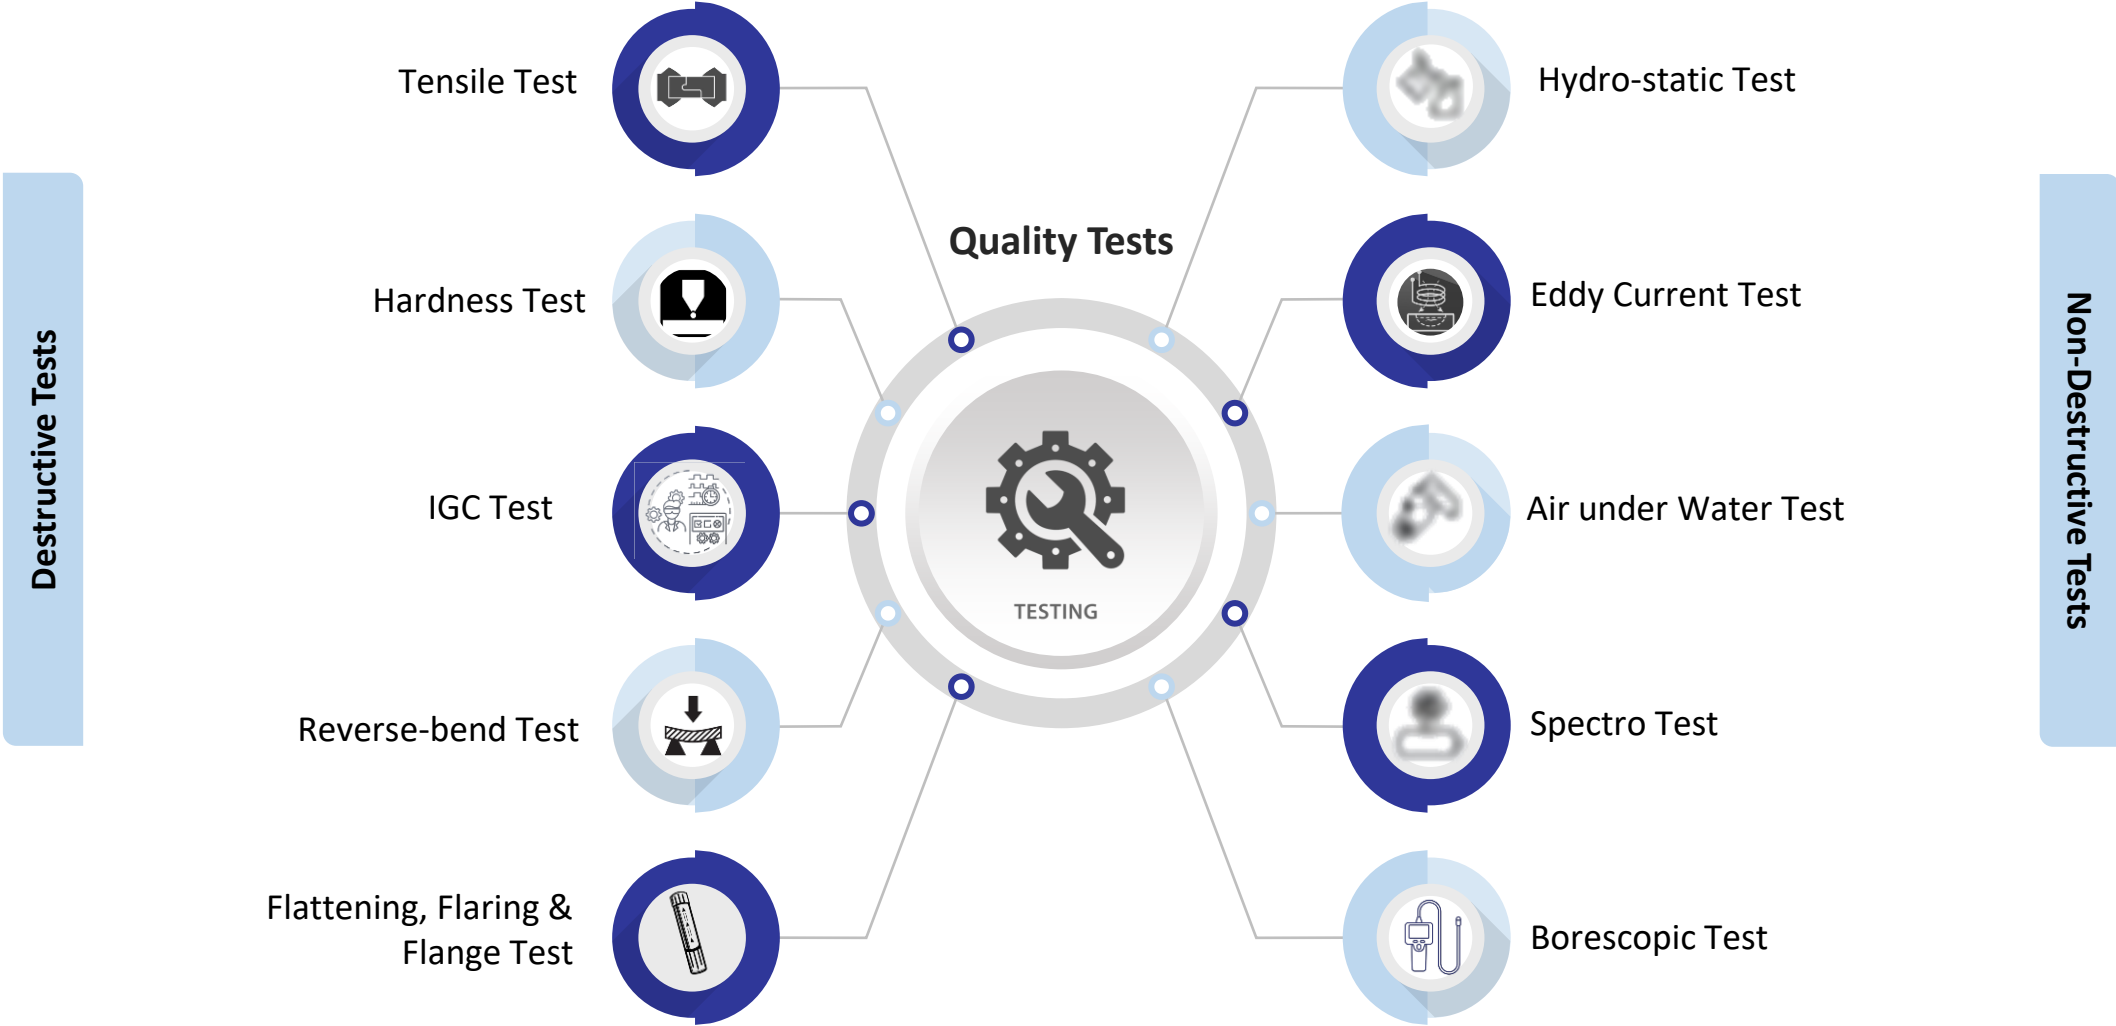 Quality Tests
Destructive Tests
Tensile Test
Hardness Test
IGC Test
Reverse-bend Test
Flattening, Flaring &
Flange Test
TESTING
Non-Destructive Tests
Hydro-static Test
Eddy Current Test
Air under Water Test
Spectro Test
Borescopic Test